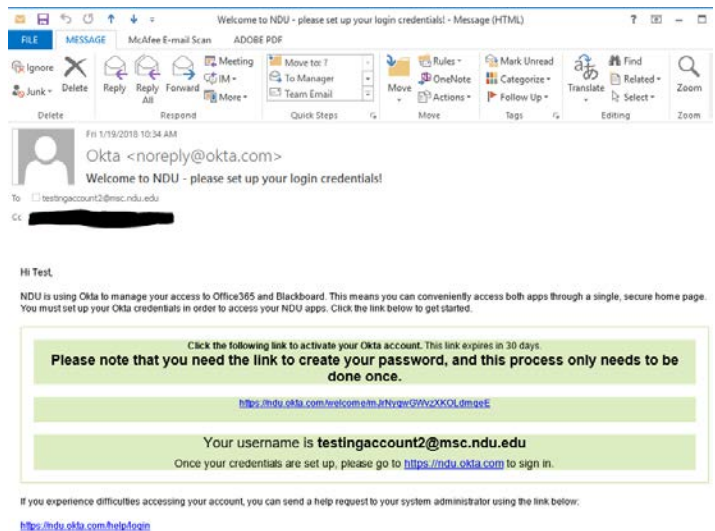 Welcome to NDU - please set up your login credentials! - Message (HTML)
FILE MESSAGE McAfee E-mail Scan ADOBE PDF
Ignore
Junk
Delete
Reply
Reply All
Forward
Meeting
IM
More
Move to: ?
To Manager
Team Email
Move
Rules
OneNote
Actions
Mark Unread
Categorize
Follow Up
Translate
Find
Related
Select
Zoom
Delete Respond Quick Steps Move Tags Editing Zoom
Fri 1/19/2018 10:34 AM
Okta <noreply@okta.com>
Welcome to NDU - please set up your login credentials!
To testingaccount2@msc.ndu.edu
Cc
Hi Test,
NDU is using Okta to manage your access to Office365 and Blackboard. This means you can conveniently access both apps through a single, secure home page.
You must set up your Okta credentials in order to access your NDU apps. Click the link below to get started.
Click the following link to activate your Okta account. This link expires in 30 days.
Please note that you need the link to create your password, and this process only needs to be
done once.
Your username is testingaccount2@msc.ndu.edu
Once your credentials are set up, please go to https://ndu.okta.com to sign in.
If you experience difficulties accessing your account, you can send a help request to your system administrator using the link below:
https://ndu.okta.com/help/login